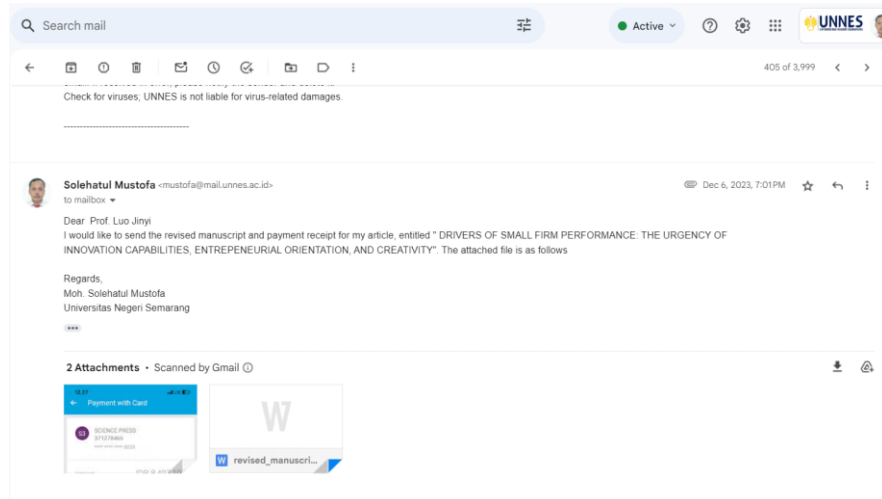 Search mail
Active
UNNES
405 of 3,999
Check for viruses; UNNES is not liable for virus-related damages.
---------------------------------------
Solehatul Mustofa <mustofa@mail.unnes.ac.id>
Dec 6, 2023, 7:01 PM
to mailbox
Dear Prof. Luo Jinyi
I would like to send the revised manuscript and payment receipt for my article, entitled " DRIVERS OF SMALL FIRM PERFORMANCE: THE URGENCY OF
INNOVATION CAPABILITIES, ENTREPENEURIAL ORIENTATION, AND CREATIVITY". The attached file is as follows
Regards,
Moh. Solehatul Mustofa
Universitas Negeri Semarang
2 Attachments • Scanned by Gmail
Payment with Card
SCIENCE PRESS
W
revised_manuscri...